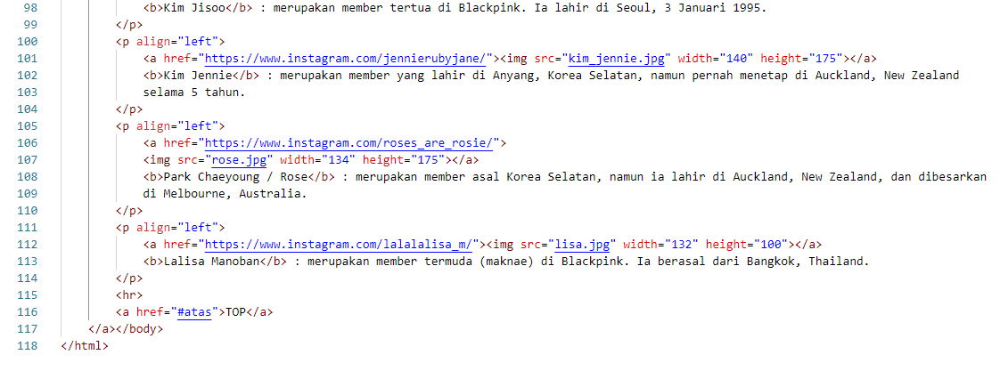 98 <b>Kim Jisoo</b> : merupakan member tertua di Blackpink. Ia lahir di Seoul, 3 Januari 1995.
99 </p>
100 <p align="left">
101 <a href="https://www.instagram.com/jennierubyjane/"><img src="kim_jennie.jpg" width="140" height="175"></a>
102 <b>Kim Jennie</b> : merupakan member yang lahir di Anyang, Korea Selatan, namun pernah menetap di Auckland, New Zealand
103 selama 5 tahun.
104 </p>
105 <p align="left">
106 <a href="https://www.instagram.com/roses_are_rosie/">
107 <img src="rose.jpg" width="134" height="175"></a>
108 <b>Park Chaeyoung / Rose</b> : merupakan member asal Korea Selatan, namun ia lahir di Auckland, New Zealand, dan dibesarkan
109 di Melbourne, Australia.
110 </p>
111 <p align="left">
112 <a href="https://www.instagram.com/lalalalisa_m/"><img src="lisa.jpg" width="132" height="100"></a>
113 <b>Lalisa Manoban</b> : merupakan member termuda (maknae) di Blackpink. Ia berasal dari Bangkok, Thailand.
114 </p>
115 <hr>
116 <a href="#atas">TOP</a>
117 </a></body>
118 </html>